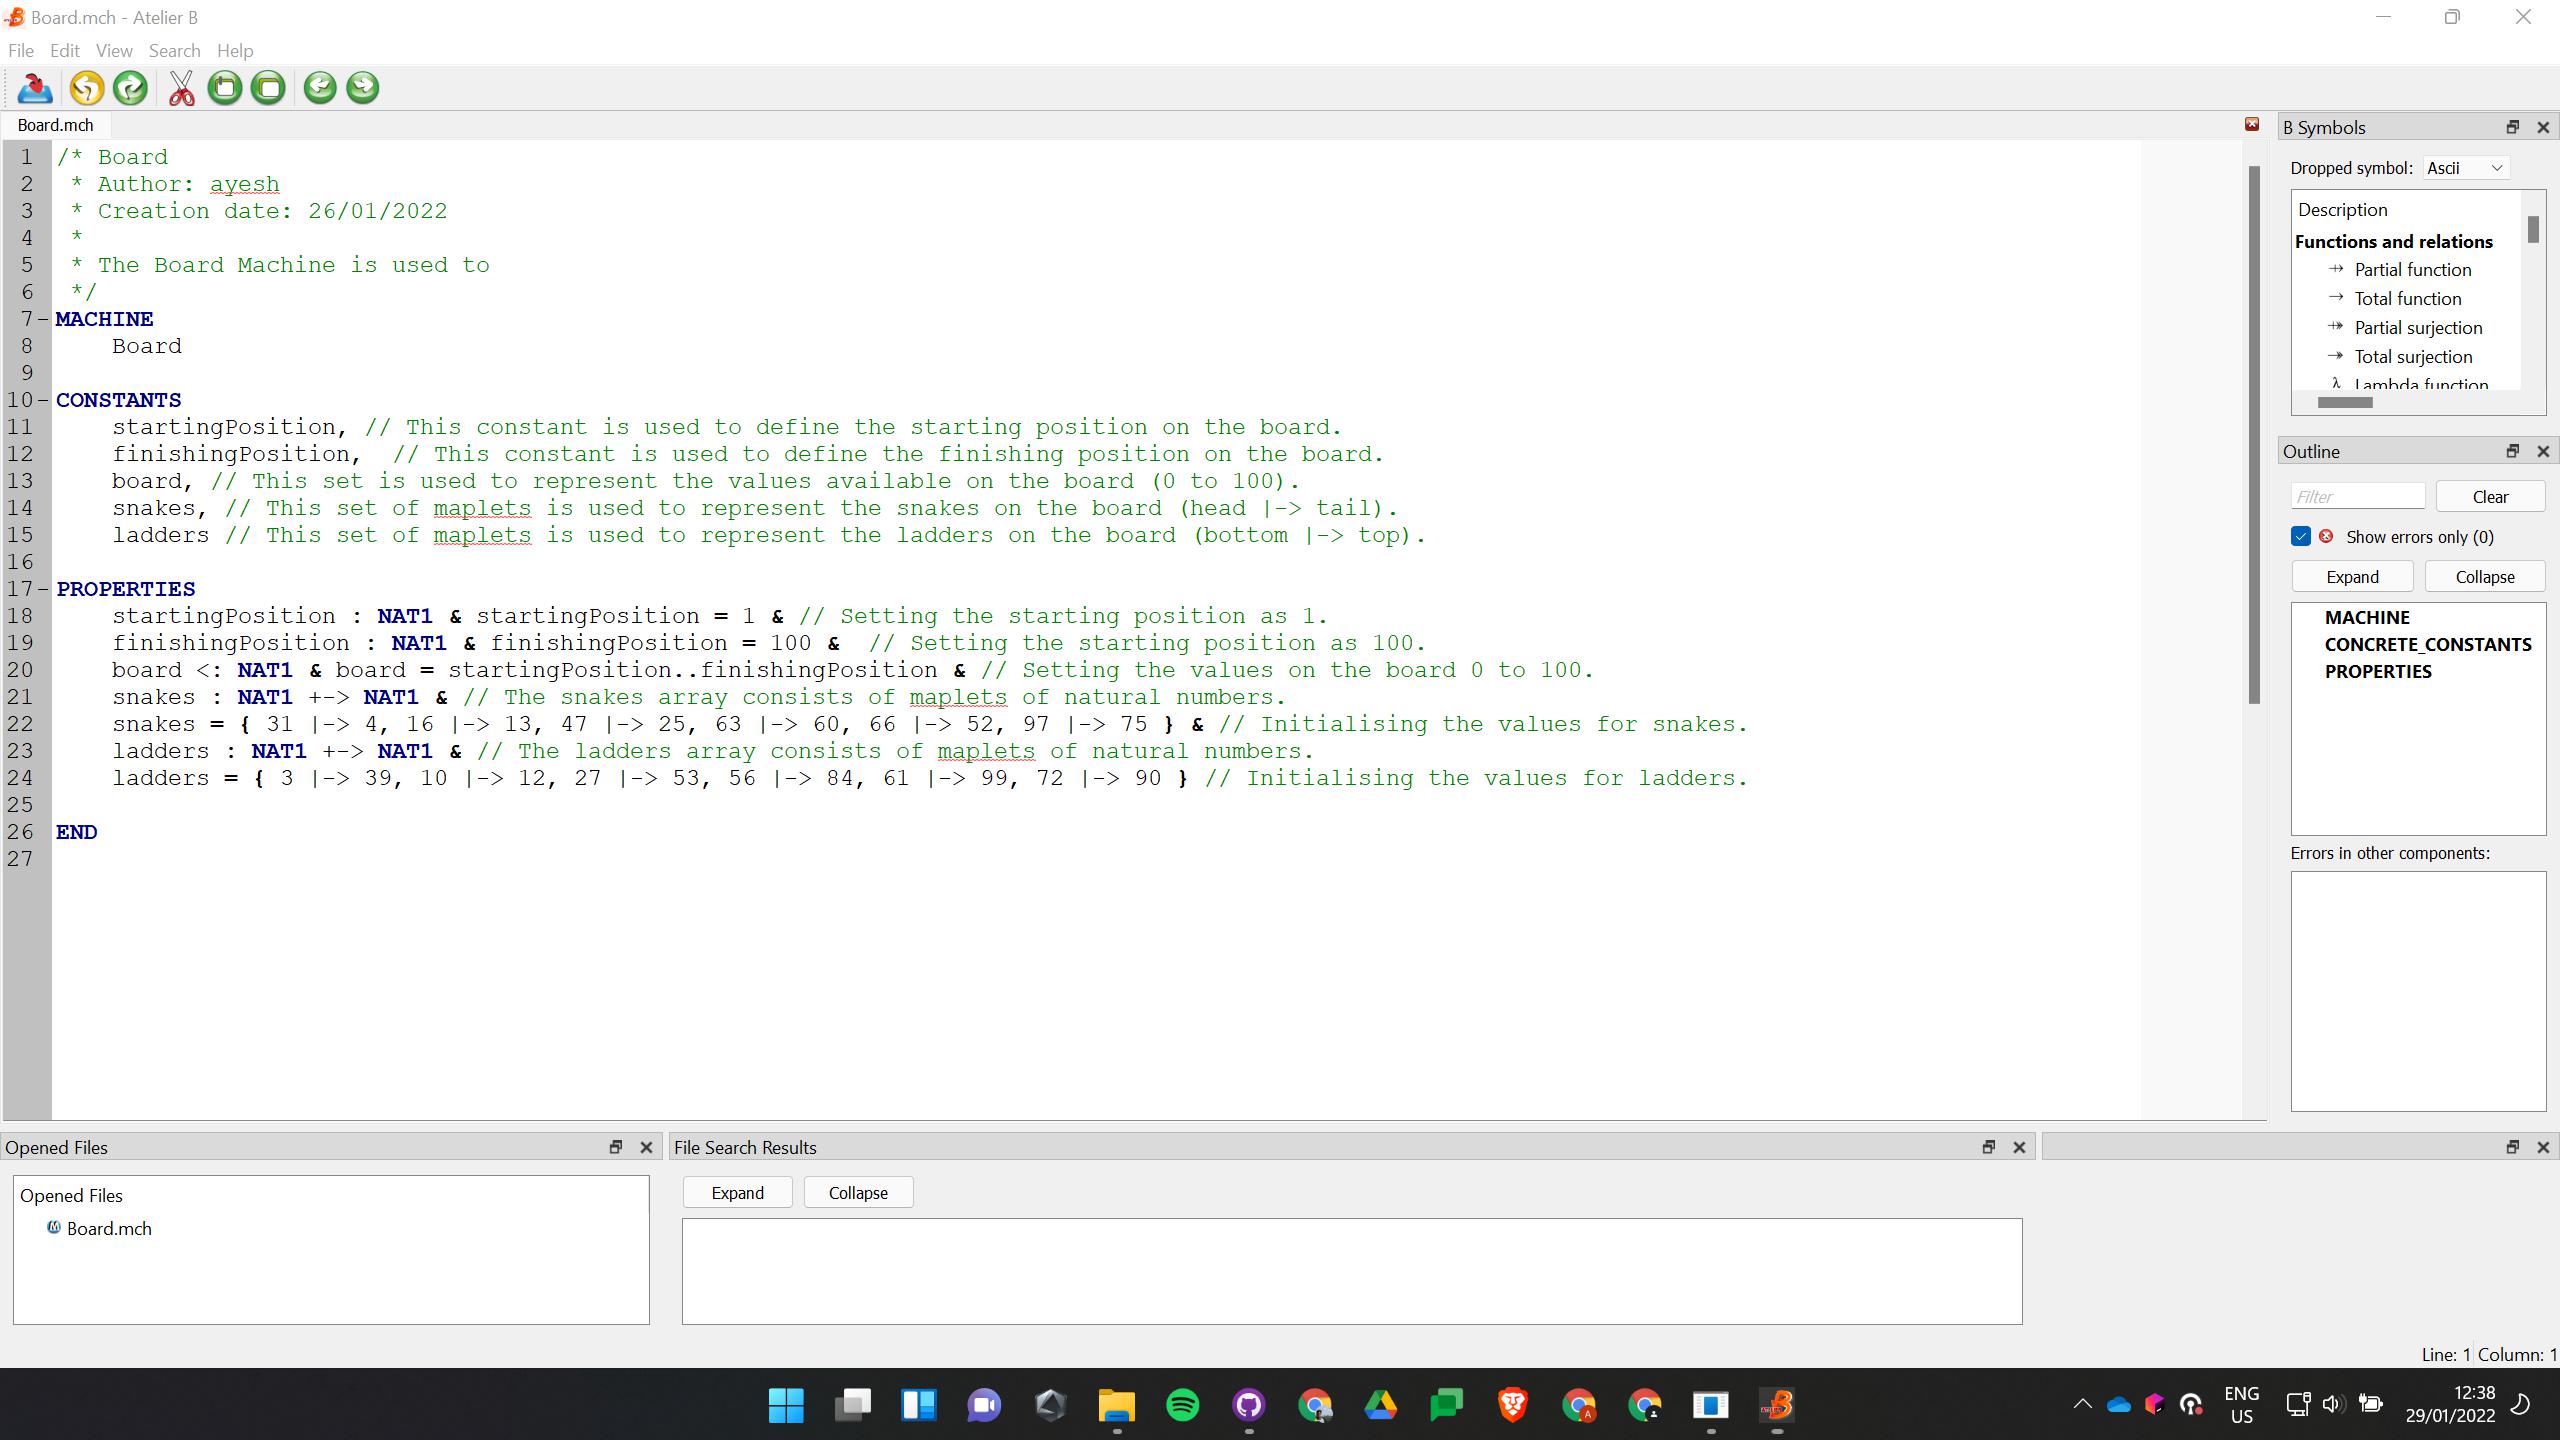 Board.mch - Atelier B
File Edit View Search Help
Board.mch
1 /* Board
2 * Author: ayesh
3 * Creation date: 26/01/2022
4 *
5 * The Board Machine is used to
6 */
7 MACHINE
8 Board
9
10 CONSTANTS
11 startingPosition, // This constant is used to define the starting position on the board.
12 finishingPosition,  // This constant is used to define the finishing position on the board.
13 board, // This set is used to represent the values available on the board (0 to 100).
14 snakes, // This set of maplets is used to represent the snakes on the board (head |-> tail).
15 ladders // This set of maplets is used to represent the ladders on the board (bottom |-> top).
16
17 PROPERTIES
18 startingPosition : NAT1 & startingPosition = 1 & // Setting the starting position as 1.
19 finishingPosition : NAT1 & finishingPosition = 100 &  // Setting the starting position as 100.
20 board <: NAT1 & board = startingPosition..finishingPosition & // Setting the values on the board 0 to 100.
21 snakes : NAT1 +-> NAT1 & // The snakes array consists of maplets of natural numbers.
22 snakes = { 31 |-> 4, 16 |-> 13, 47 |-> 25, 63 |-> 60, 66 |-> 52, 97 |-> 75 } & // Initialising the values for snakes.
23 ladders : NAT1 +-> NAT1 & // The ladders array consists of maplets of natural numbers.
24 ladders = { 3 |-> 39, 10 |-> 12, 27 |-> 53, 56 |-> 84, 61 |-> 99, 72 |-> 90 } // Initialising the values for ladders.
25
26 END
27
B Symbols
Dropped symbol: Ascii
Description
Functions and relations
⇸ Partial function
→ Total function
⤀ Partial surjection
↠ Total surjection
λ Lambda function
Outline
Filter Clear
Show errors only (0)
Expand Collapse
MACHINE
CONCRETE_CONSTANTS
PROPERTIES
Errors in other components:
Opened Files
Opened Files
Board.mch
File Search Results
Expand Collapse
Line: 1 Column: 1
ENG
US
12:38
29/01/2022